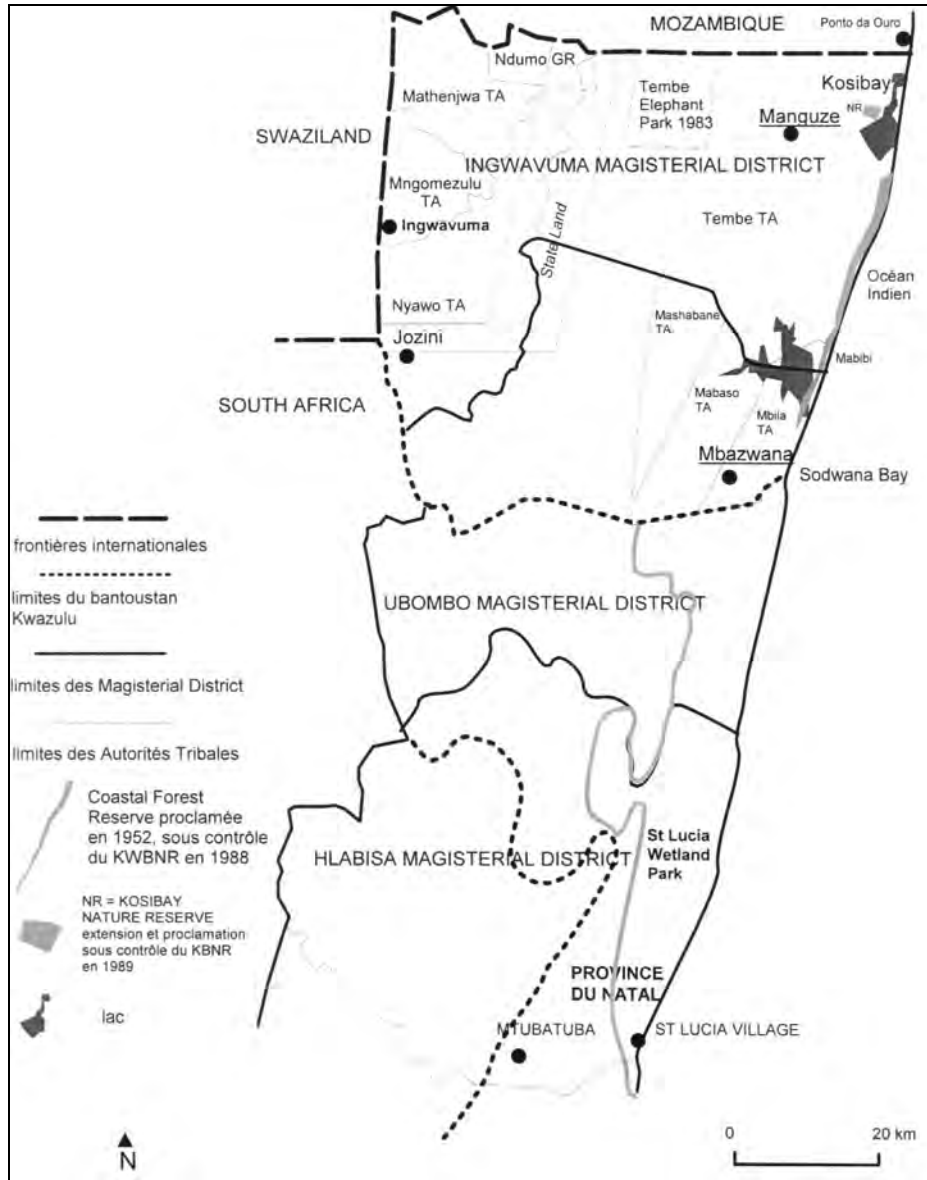 MOZAMBIQUE
Ponto da Ouro
Ndumo GR
Kosibay
Mathenjwa TA
Tembe
Elephant
Park 1983
NR
Manguze
SWAZILAND
INGWAVUMA MAGISTERIAL DISTRICT
Mngomezulu
TA
Ingwavuma
Tembe TA
State Land
Océan
Indien
Nyawo TA
Mashabane
TA.
Jozini
Mabibi
SOUTH AFRICA
Mabaso
TA
Mbila
TA
Mbazwana
Sodwana Bay
frontières internationales
limites du bantoustan
Kwazulu
UBOMBO MAGISTERIAL DISTRICT
limites des Magisterial District
limites des Autorités Tribales
Coastal Forest
Reserve proclamée
en 1952, sous contrôle
du KWBNR en 1988
HLABISA MAGISTERIAL DISTRICT
St Lucia
Wetland
Park
NR = KOSIBAY
NATURE RESERVE
extension et proclamation
sous contrôle du KBNR
en 1989
lac
PROVINCE
DU NATAL
MTUBATUBA
ST LUCIA VILLAGE
N
0 20 km